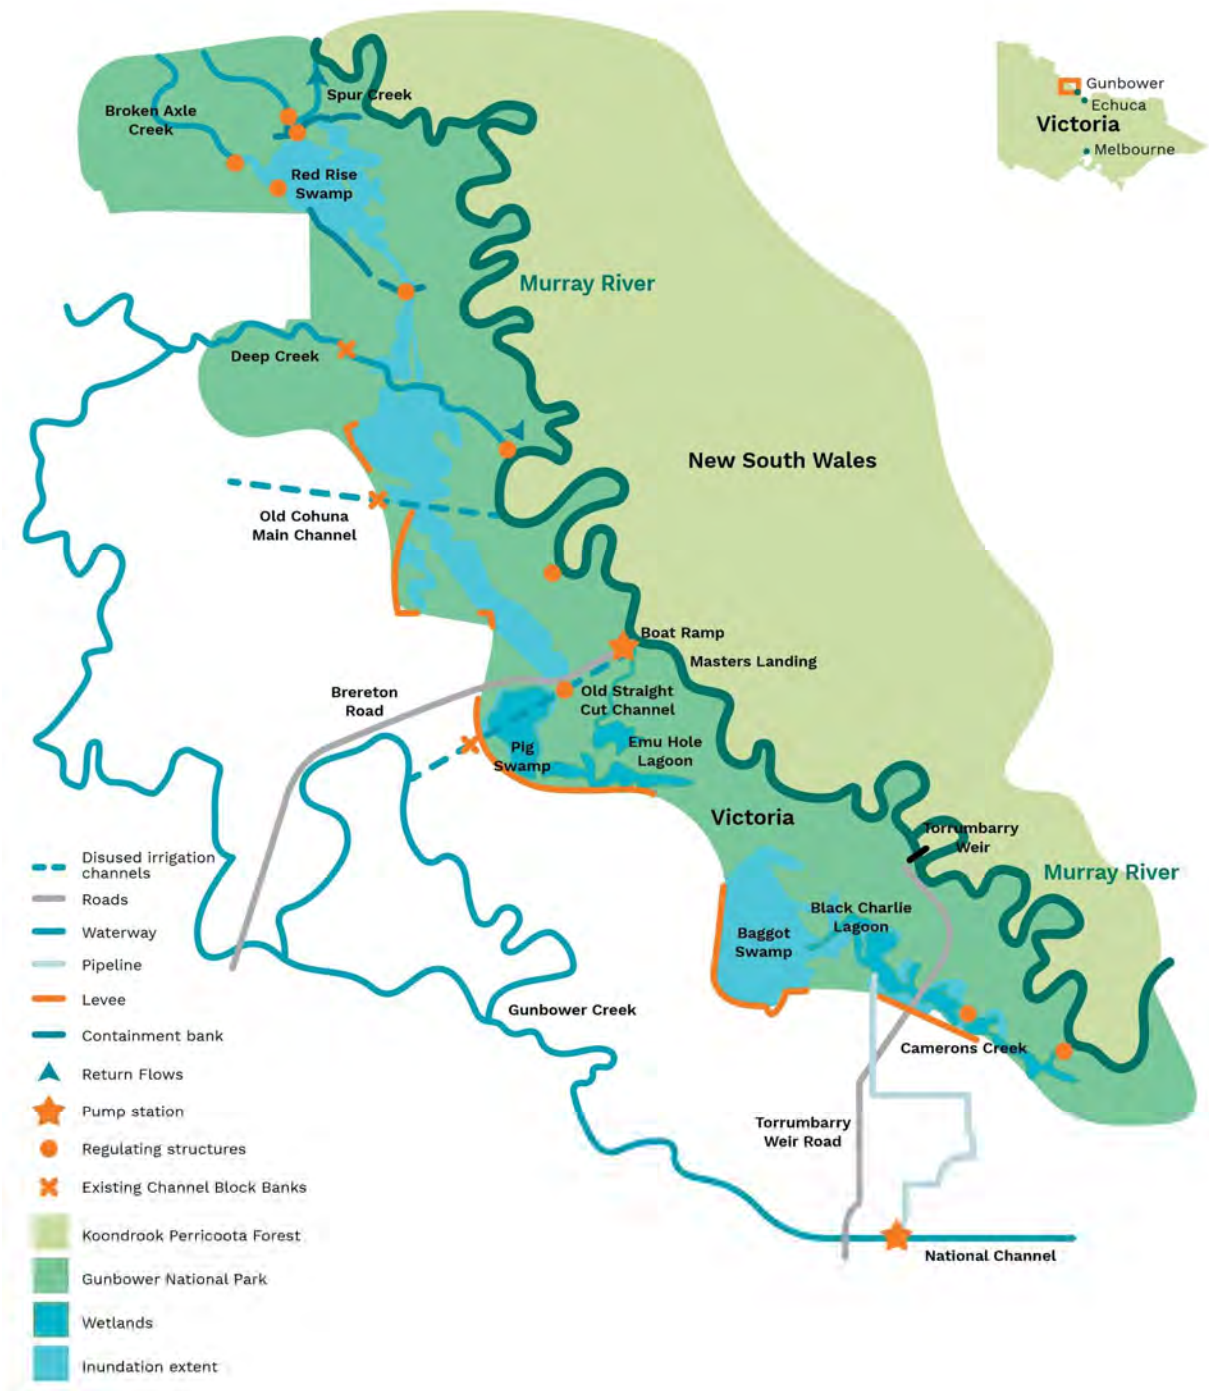 Gunbower
Echuca
Victoria
Melbourne
Spur Creek
Broken Axle
Creek
Red Rise
Swamp
Murray River
Deep Creek
New South Wales
Old Cohuna
Main Channel
Boat Ramp
Masters Landing
Brereton
Road
Old Straight
Cut Channel
Pig
Swamp
Emu Hole
Lagoon
Victoria
Torrumbarry
Weir
Murray River
Black Charlie
Lagoon
Baggot
Swamp
Gunbower Creek
Camerons Creek
Torrumbarry
Weir Road
National Channel
Disused irrigation
channels
Roads
Waterway
Pipeline
Levee
Containment bank
Return Flows
Pump station
Regulating structures
Existing Channel Block Banks
Koondrook Perricoota Forest
Gunbower National Park
Wetlands
Inundation extent